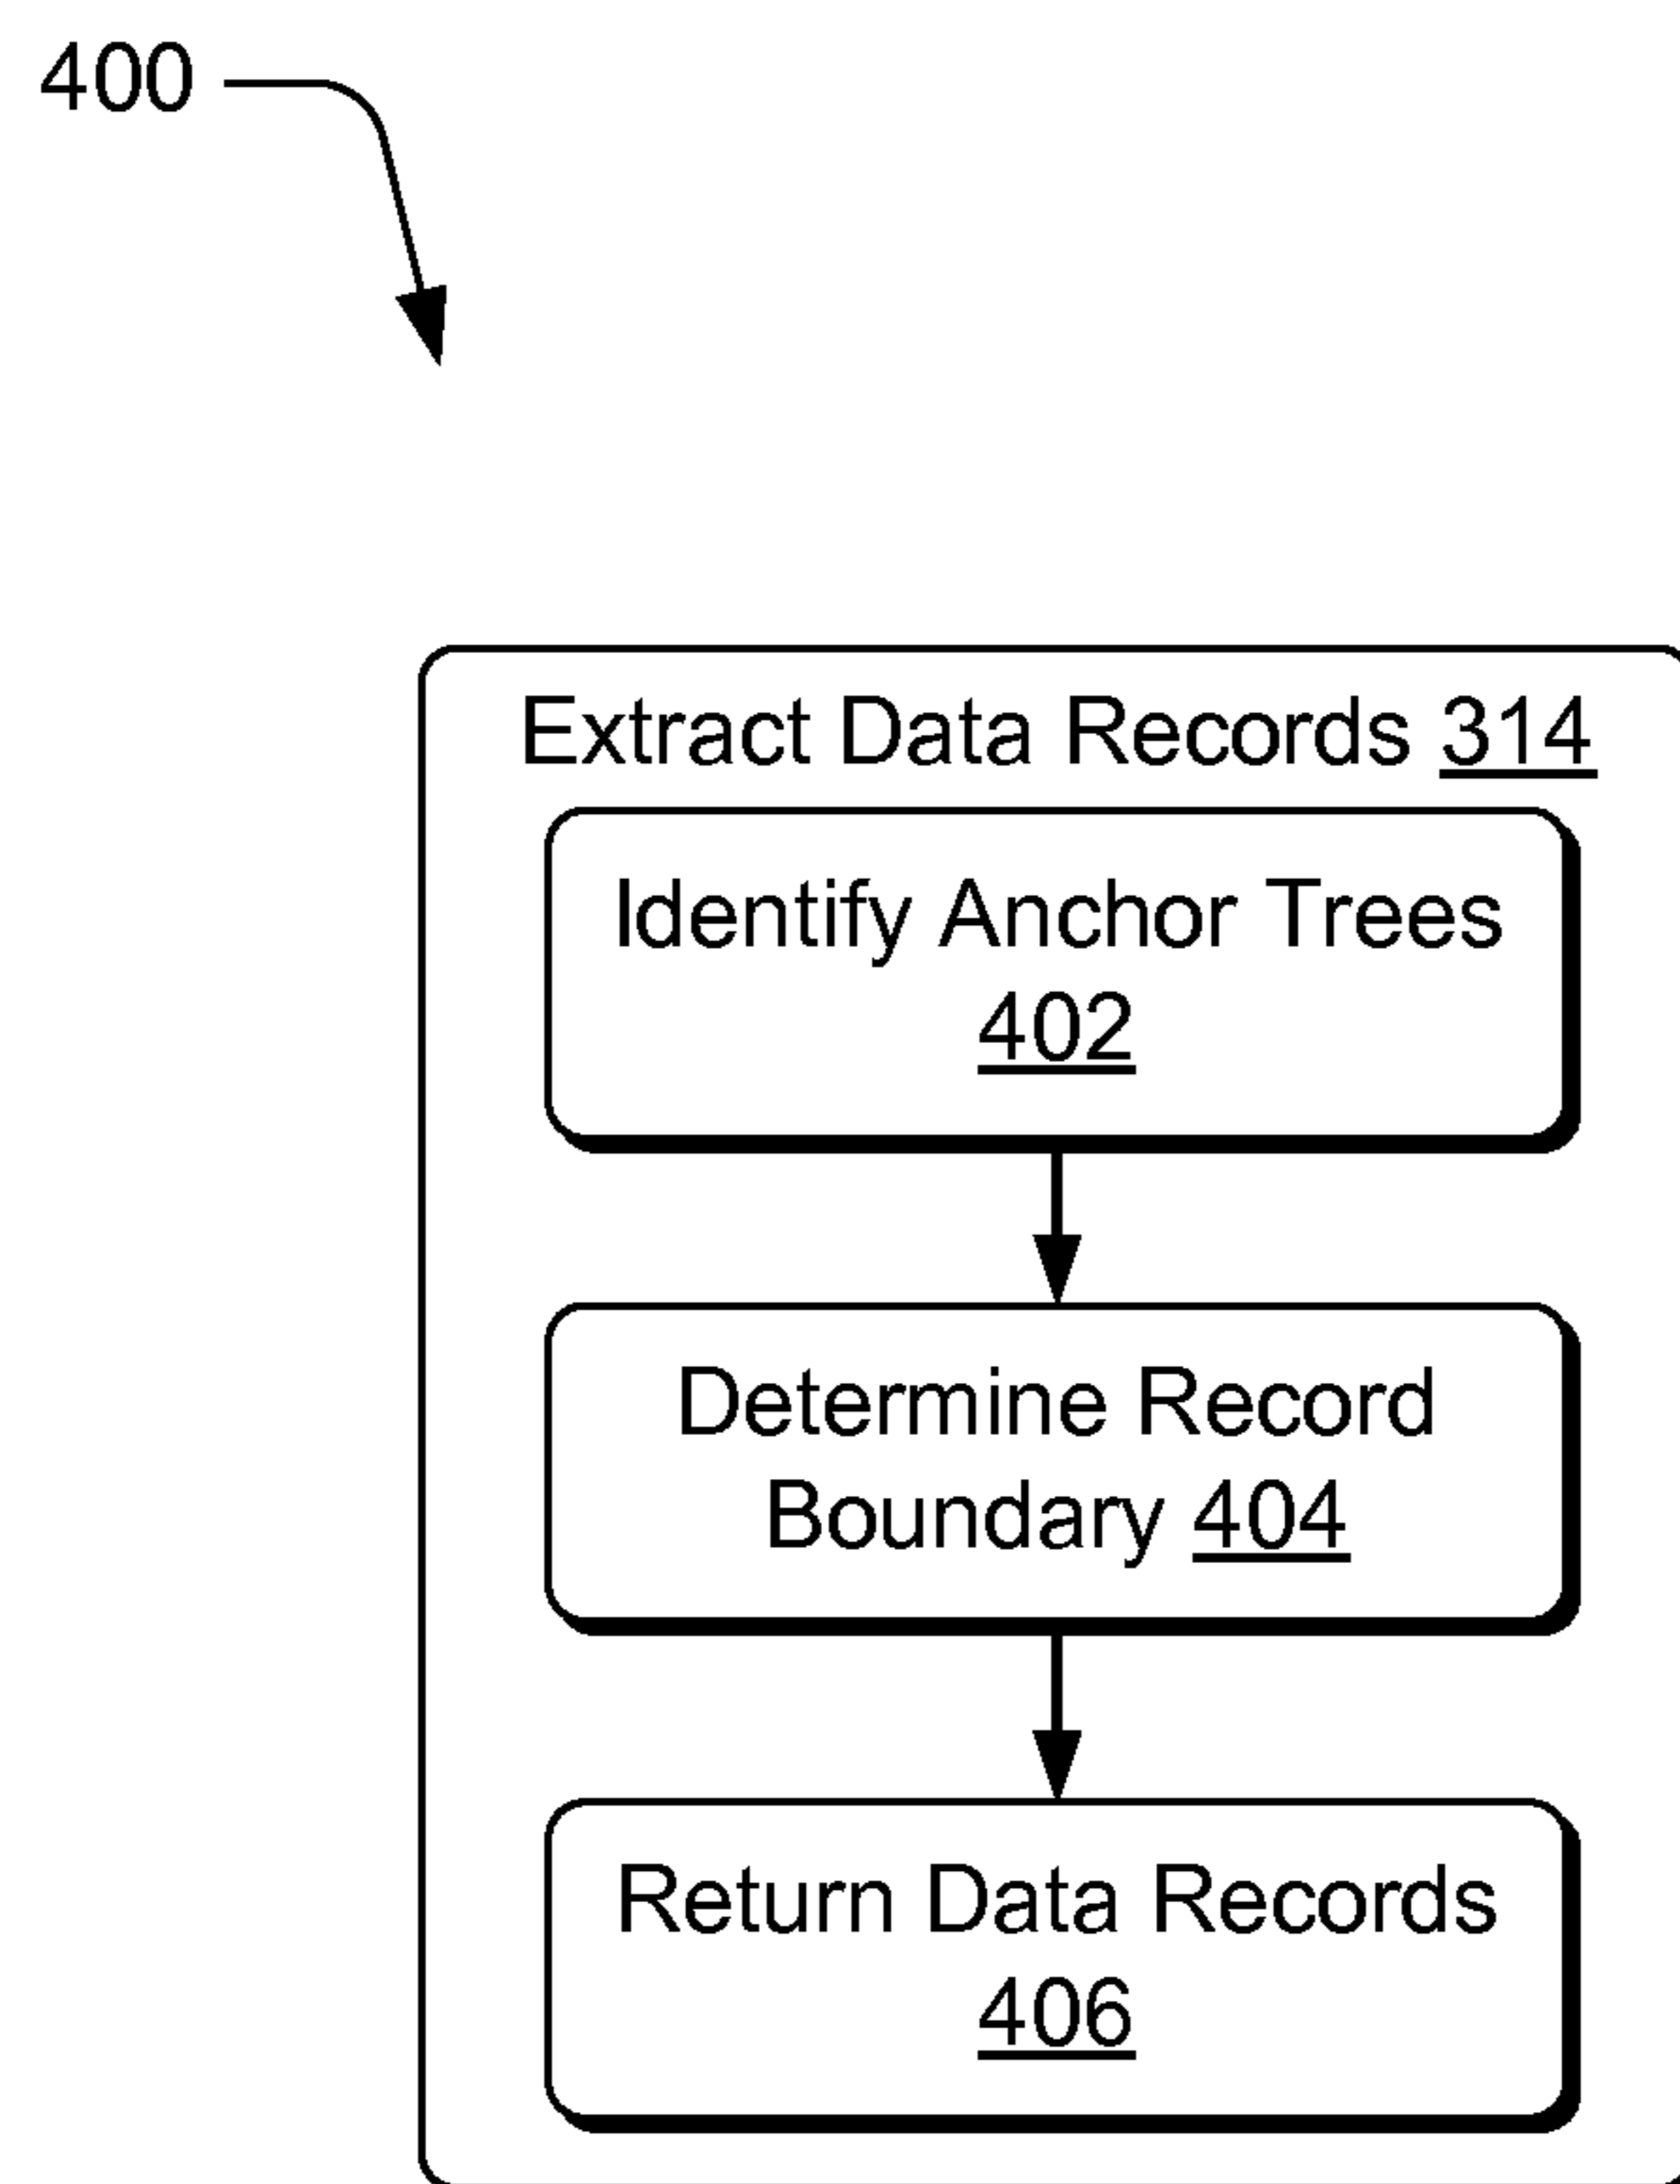 400
Extract Data Records 314
Identify Anchor Trees
402
Determine Record
Boundary 404
Return Data Records
406